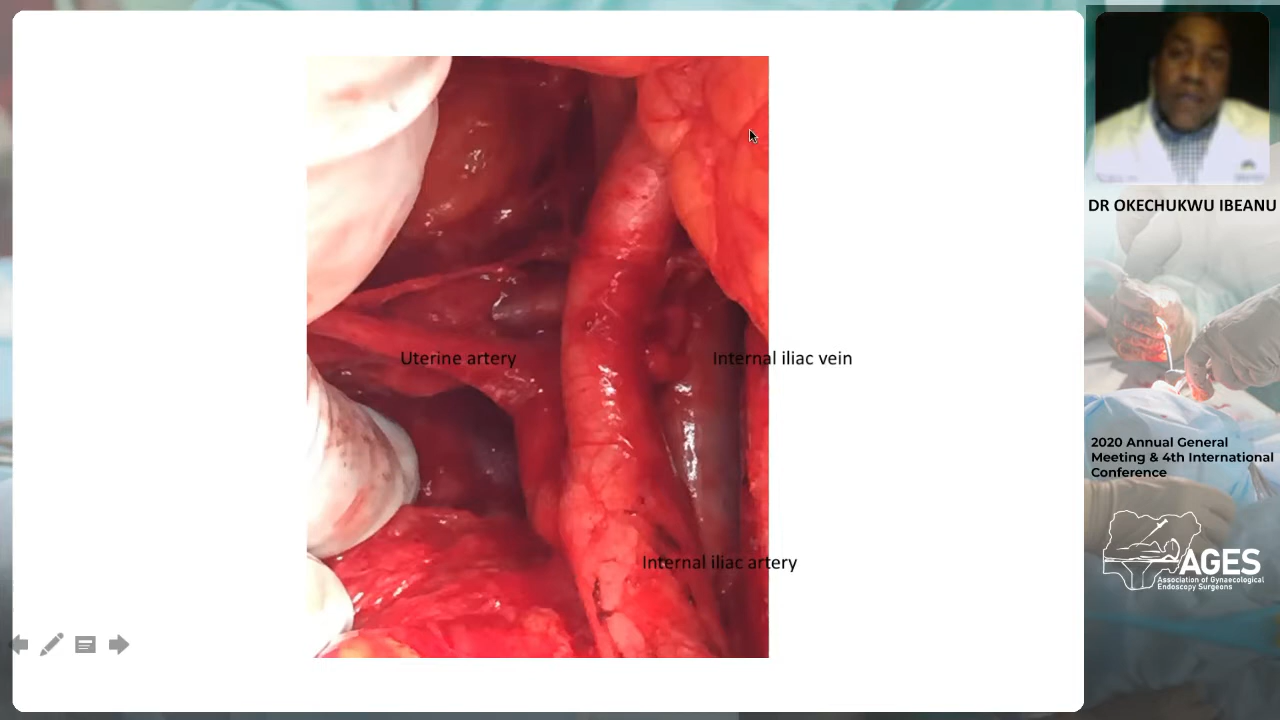 DR OKECHUKWU IBEANU
Uterine artery
Internal iliac vein
2020 Annual General
Meeting & 4th International
Conference
Internal iliac artery
AGES
Association of Gynaecological
Endoscopy Surgeons